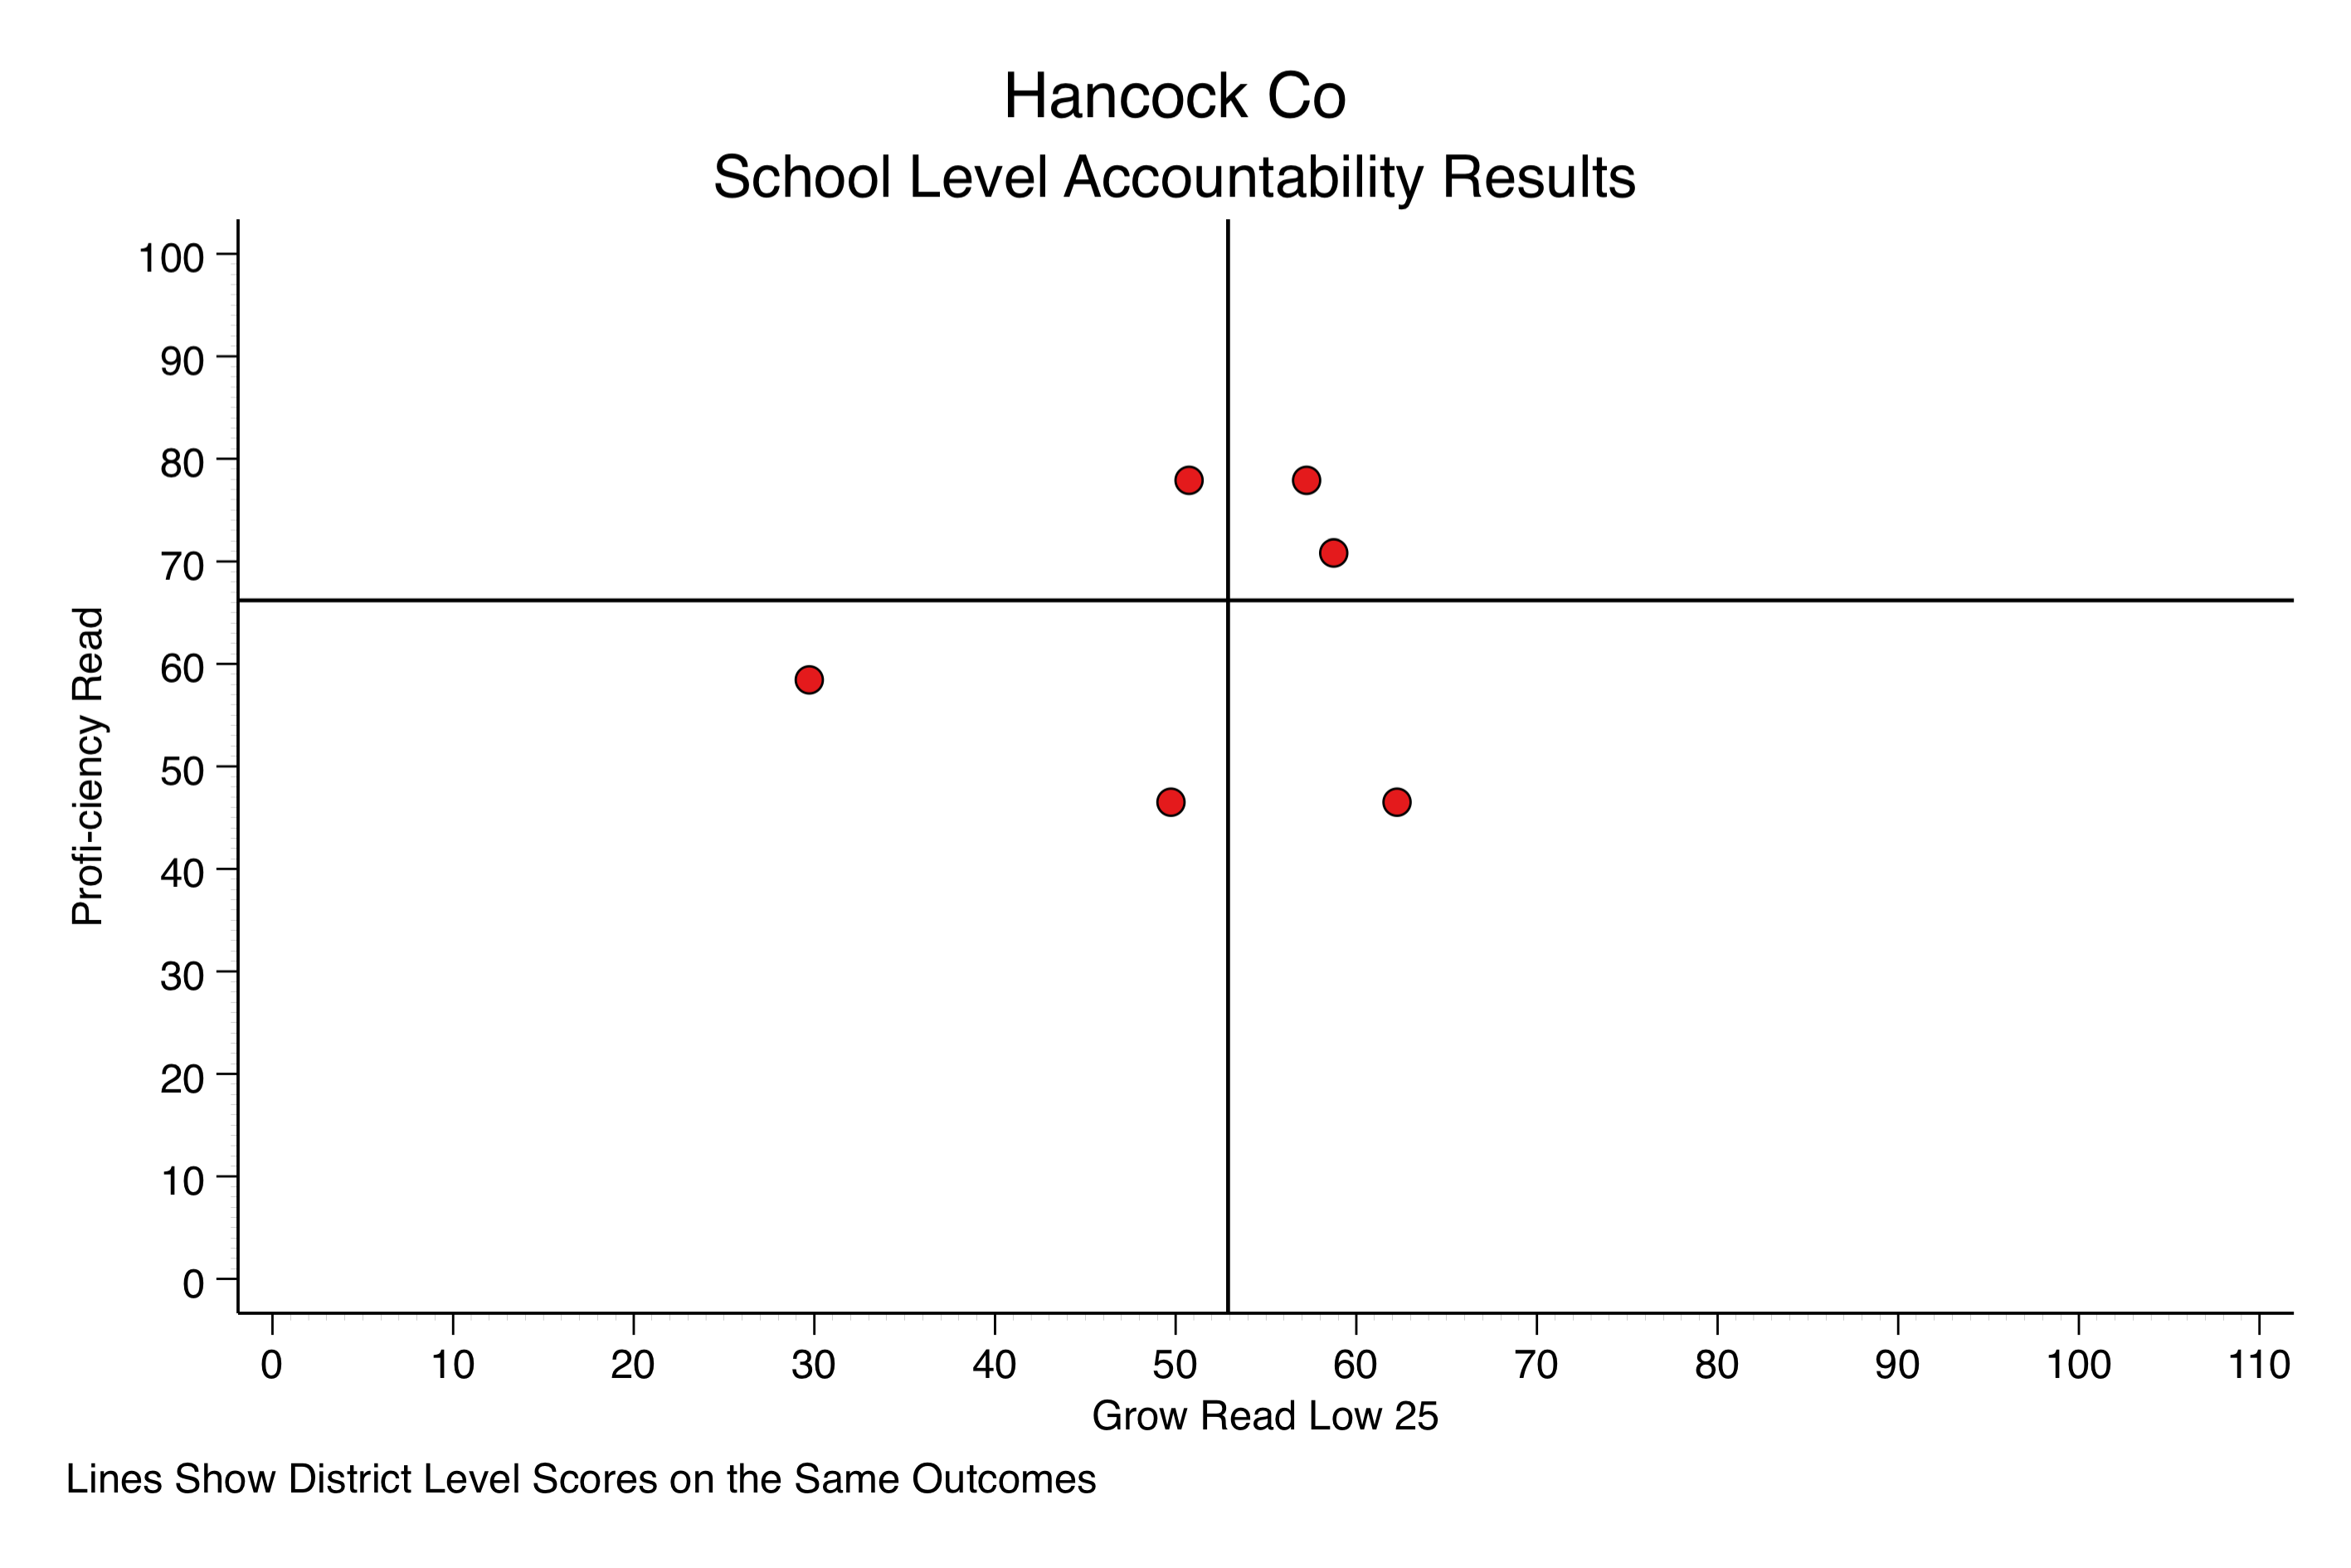 Hancock Co
School Level Accountability Results
100
90
80
70
60
50
40
30
20
10
0
Profi-ciency Read
0 10 20 30 40 50 60 70 80 90 100 110
Grow Read Low 25
Lines Show District Level Scores on the Same Outcomes